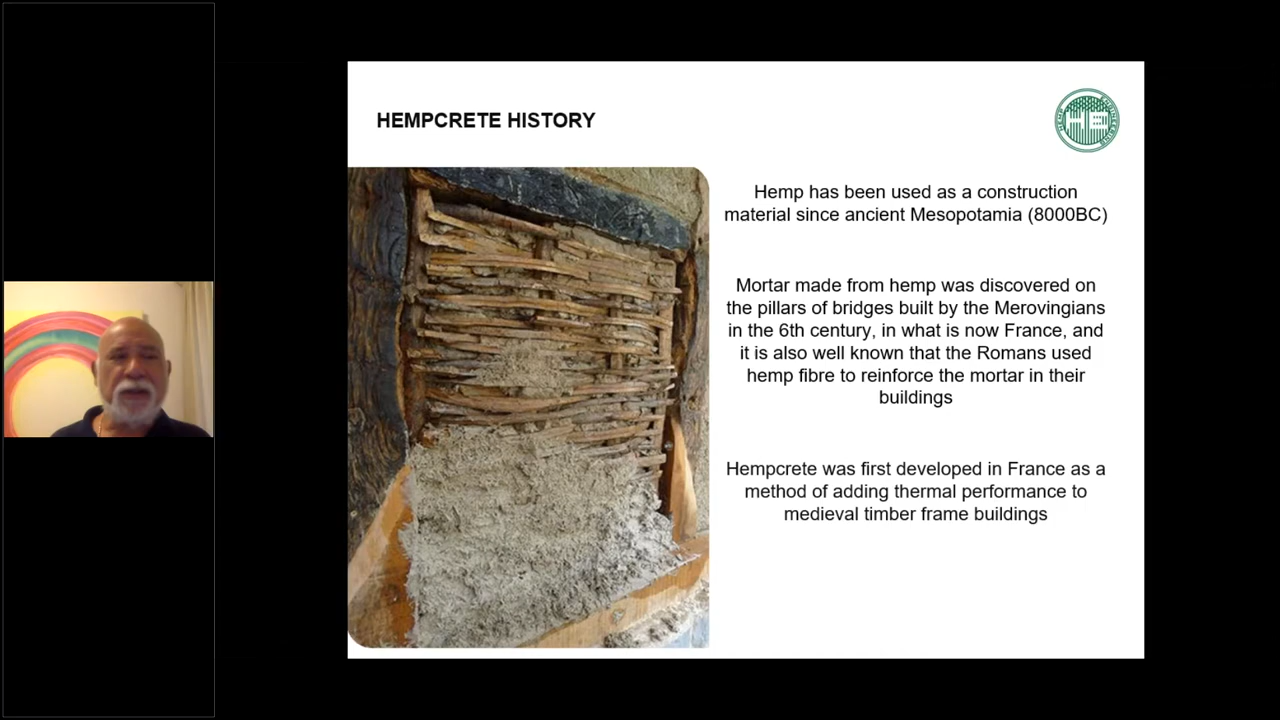 HEMPCRETE HISTORY
HE
HEMP
ENGINEERING
Hemp has been used as a construction
material since ancient Mesopotamia (8000BC)
Mortar made from hemp was discovered on
the pillars of bridges built by the Merovingians
in the 6th century, in what is now France, and
it is also well known that the Romans used
hemp fibre to reinforce the mortar in their
buildings
Hempcrete was first developed in France as a
method of adding thermal performance to
medieval timber frame buildings